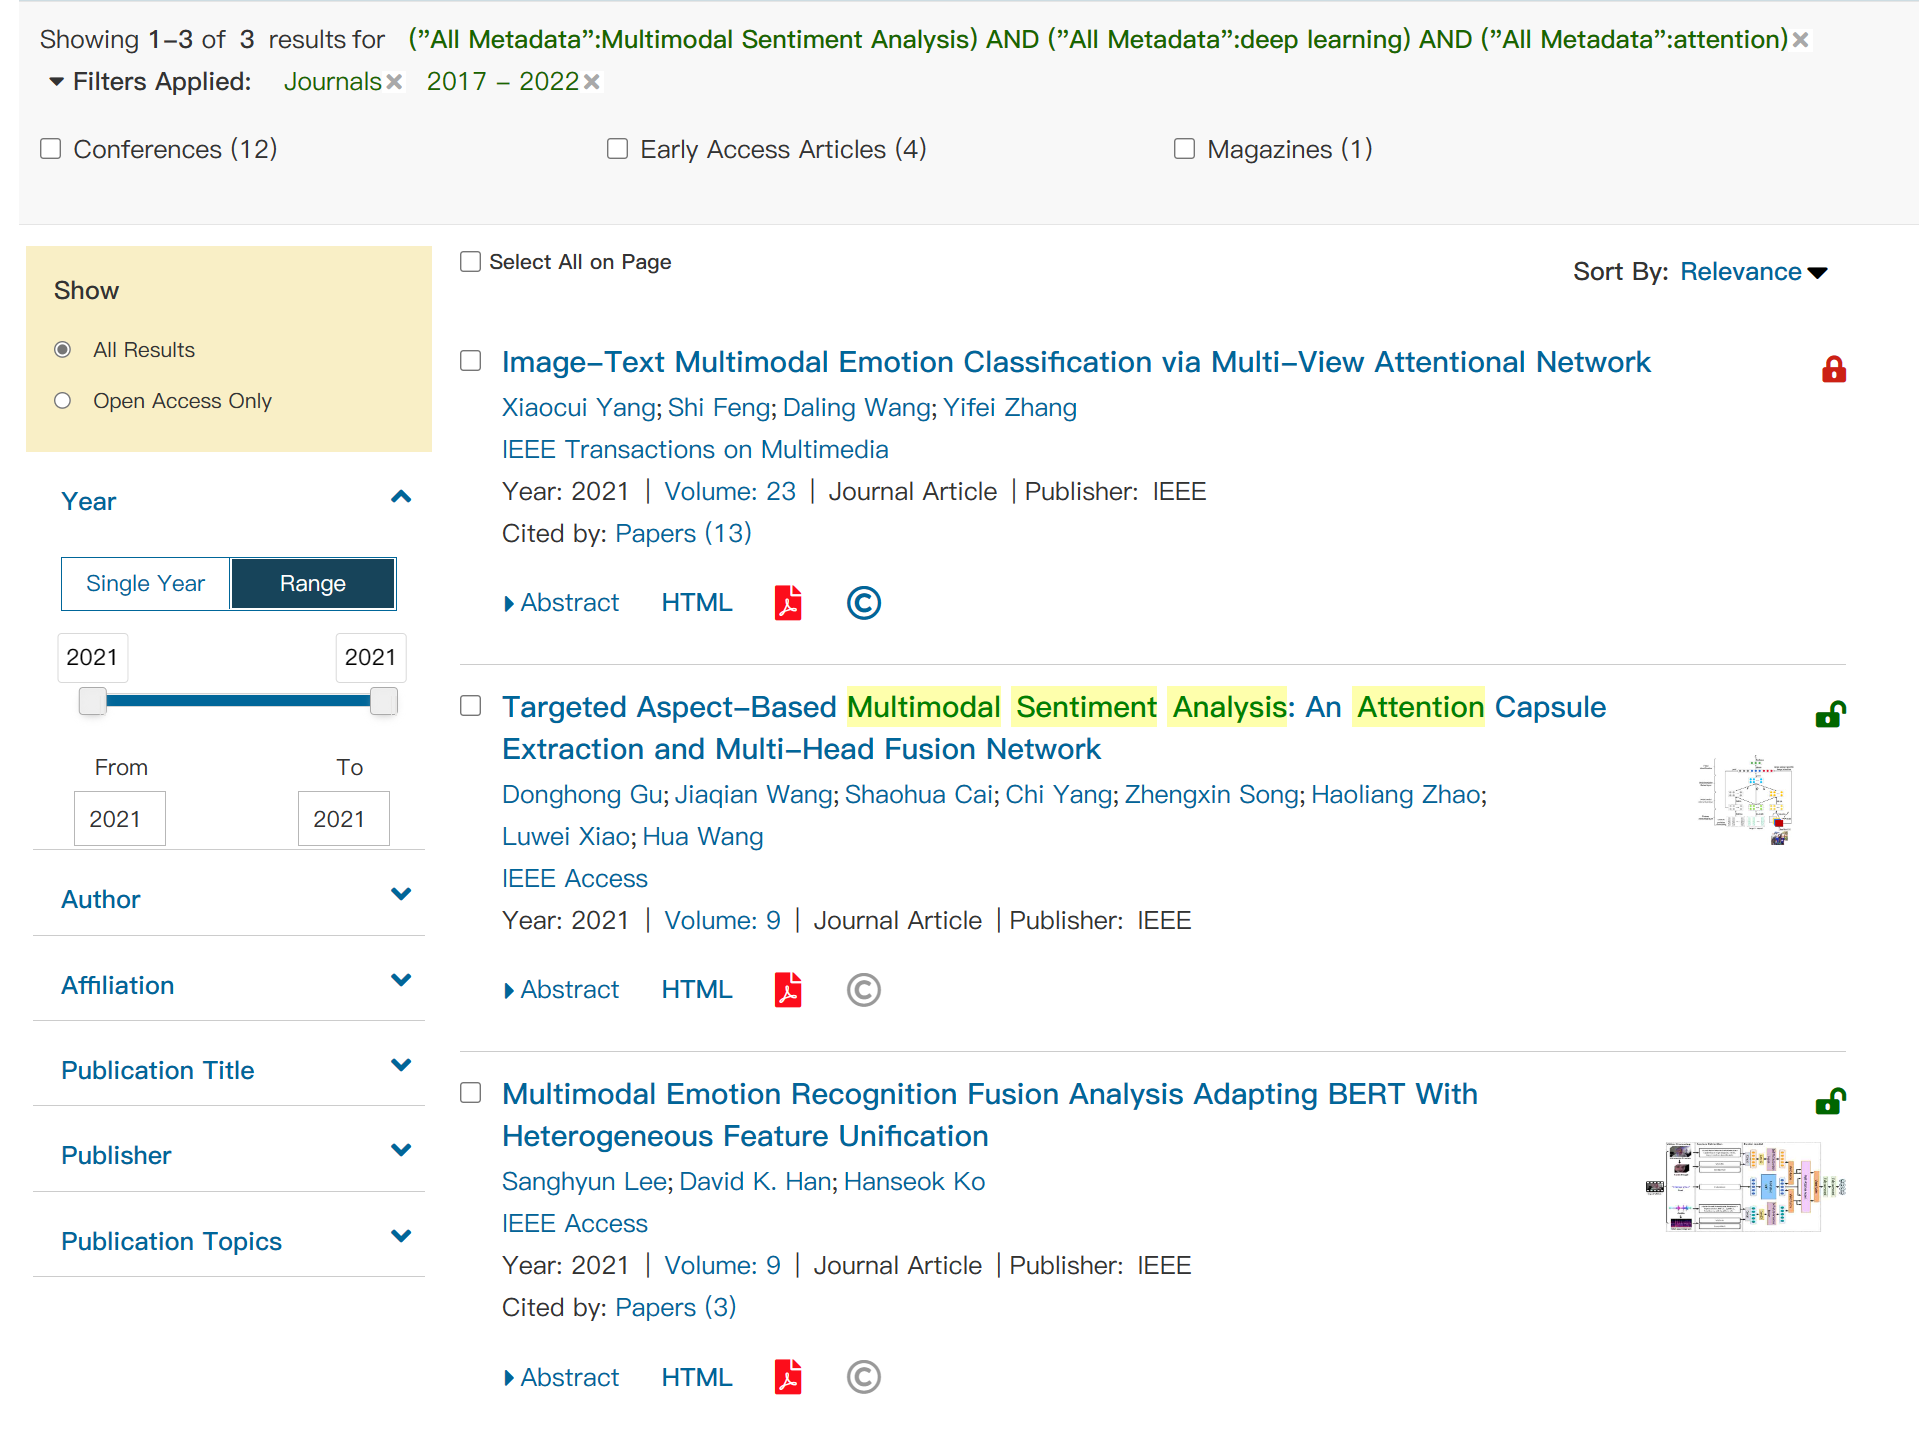 Showing 1–3 of 3 results for ("All Metadata":Multimodal Sentiment Analysis) AND ("All Metadata":deep learning) AND ("All Metadata":attention)
Filters Applied: Journals 2017 – 2022
Conferences (12) Early Access Articles (4) Magazines (1)
Show
All Results
Open Access Only
Year
Single Year Range
2021 2021
From To
2021 2021
Author
Affiliation
Publication Title
Publisher
Publication Topics
Select All on Page
Sort By: Relevance
Image–Text Multimodal Emotion Classification via Multi–View Attentional Network
Xiaocui Yang; Shi Feng; Daling Wang; Yifei Zhang
IEEE Transactions on Multimedia
Year: 2021 | Volume: 23 | Journal Article | Publisher: IEEE
Cited by: Papers (13)
Abstract HTML
Targeted Aspect–Based Multimodal Sentiment Analysis: An Attention Capsule
Extraction and Multi–Head Fusion Network
Donghong Gu; Jiaqian Wang; Shaohua Cai; Chi Yang; Zhengxin Song; Haoliang Zhao;
Luwei Xiao; Hua Wang
IEEE Access
Year: 2021 | Volume: 9 | Journal Article | Publisher: IEEE
Abstract HTML
Multimodal Emotion Recognition Fusion Analysis Adapting BERT With
Heterogeneous Feature Unification
Sanghyun Lee; David K. Han; Hanseok Ko
IEEE Access
Year: 2021 | Volume: 9 | Journal Article | Publisher: IEEE
Cited by: Papers (3)
Abstract HTML